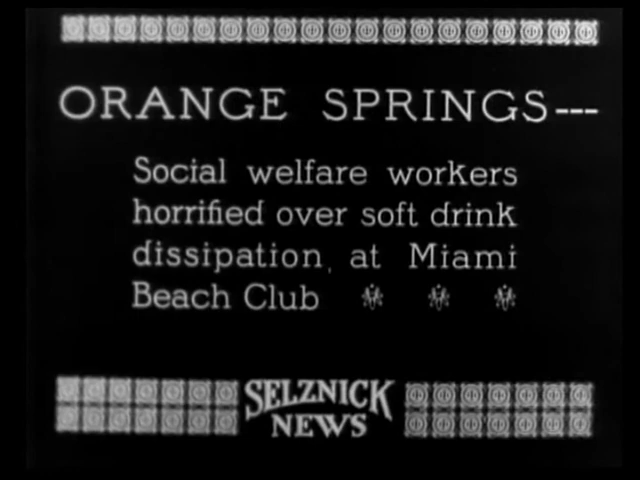 ORANGE SPRINGS---
Social welfare workers
horrified over soft drink
dissipation, at Miami
Beach Club
SELZNICK
NEWS